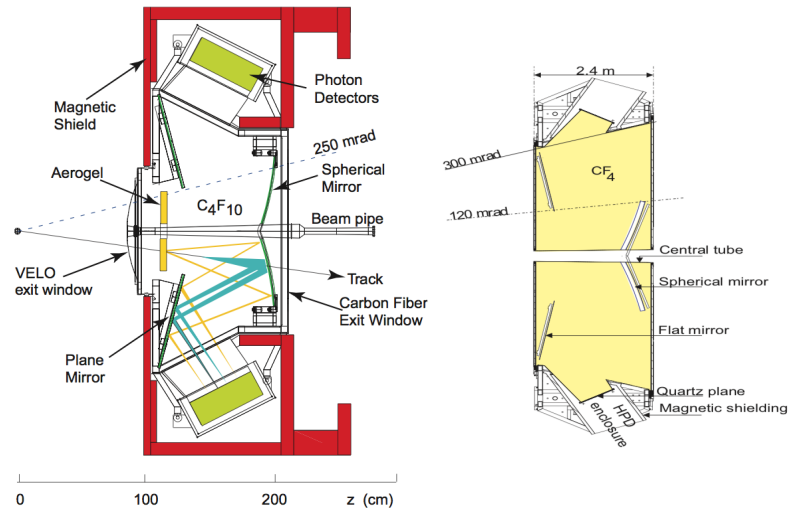 Magnetic
Shield
Aerogel
VELO
exit window
Plane
Mirror
C4F10
250 mrad
Photon
Detectors
Spherical
Mirror
Beam pipe
Track
Carbon Fiber
Exit Window
0
100
200
z (cm)
2.4 m
300 mrad
CF4
120 mrad
Central tube
Spherical mirror
Flat mirror
Quartz plane
Magnetic shielding
HPD
enclosure